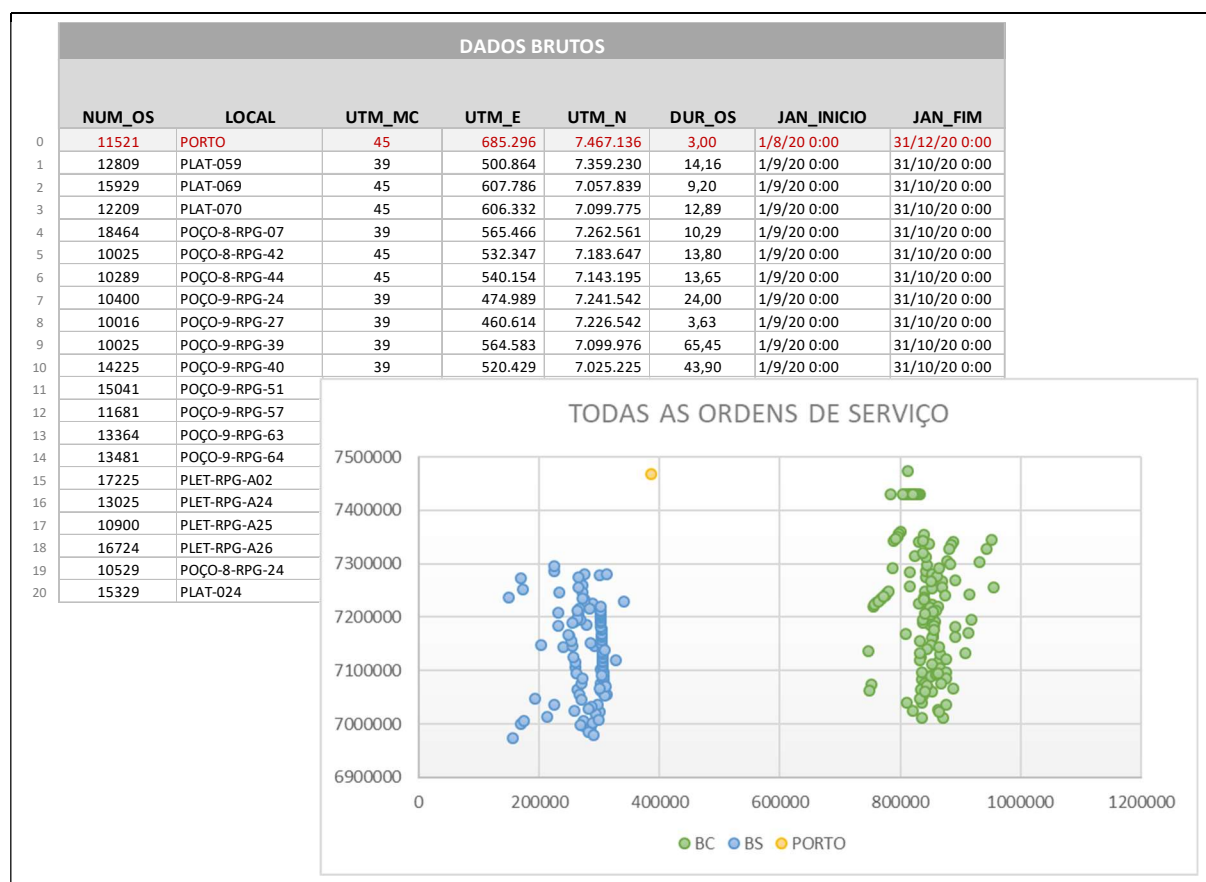 DADOS BRUTOS
NUM_OS LOCAL UTM_MC UTM_E UTM_N DUR_OS JAN_INICIO JAN_FIM
0 11521 PORTO 45 685.296 7.467.136 3,00 1/8/20 0:00 31/12/20 0:00
1 12809 PLAT-059 39 500.864 7.359.230 14,16 1/9/20 0:00 31/10/20 0:00
2 15929 PLAT-069 45 607.786 7.057.839 9,20 1/9/20 0:00 31/10/20 0:00
3 12209 PLAT-070 45 606.332 7.099.775 12,89 1/9/20 0:00 31/10/20 0:00
4 18464 POÇO-8-RPG-07 39 565.466 7.262.561 10,29 1/9/20 0:00 31/10/20 0:00
5 10025 POÇO-8-RPG-42 45 532.347 7.183.647 13,80 1/9/20 0:00 31/10/20 0:00
6 10289 POÇO-8-RPG-44 45 540.154 7.143.195 13,65 1/9/20 0:00 31/10/20 0:00
7 10400 POÇO-9-RPG-24 39 474.989 7.241.542 24,00 1/9/20 0:00 31/10/20 0:00
8 10016 POÇO-9-RPG-27 39 460.614 7.226.542 3,63 1/9/20 0:00 31/10/20 0:00
9 10025 POÇO-9-RPG-39 39 564.583 7.099.976 65,45 1/9/20 0:00 31/10/20 0:00
10 14225 POÇO-9-RPG-40 39 520.429 7.025.225 43,90 1/9/20 0:00 31/10/20 0:00
11 15041 POÇO-9-RPG-51
12 11681 POÇO-9-RPG-57
13 13364 POÇO-9-RPG-63
14 13481 POÇO-9-RPG-64
15 17225 PLET-RPG-A02
16 13025 PLET-RPG-A24
17 10900 PLET-RPG-A25
18 16724 PLET-RPG-A26
19 10529 POÇO-8-RPG-24
20 15329 PLAT-024
TODAS AS ORDENS DE SERVIÇO
7500000
7400000
7300000
7200000
7100000
7000000
6900000
0 200000 400000 600000 800000 1000000 1200000
BC BS PORTO